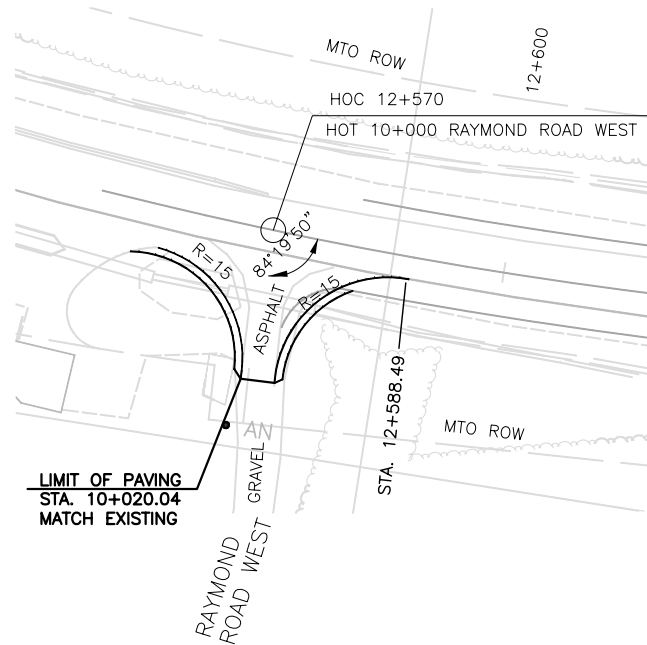 MTO ROW
12+600
HOC 12+570
HOT 10+000 RAYMOND ROAD WEST
84°19'50"
R=15
R=15
ASPHALT
STA. 12+588.49
MTO ROW
AN
GRAVEL
LIMIT OF PAVING
STA. 10+020.04
MATCH EXISTING
RAYMOND
ROAD WEST